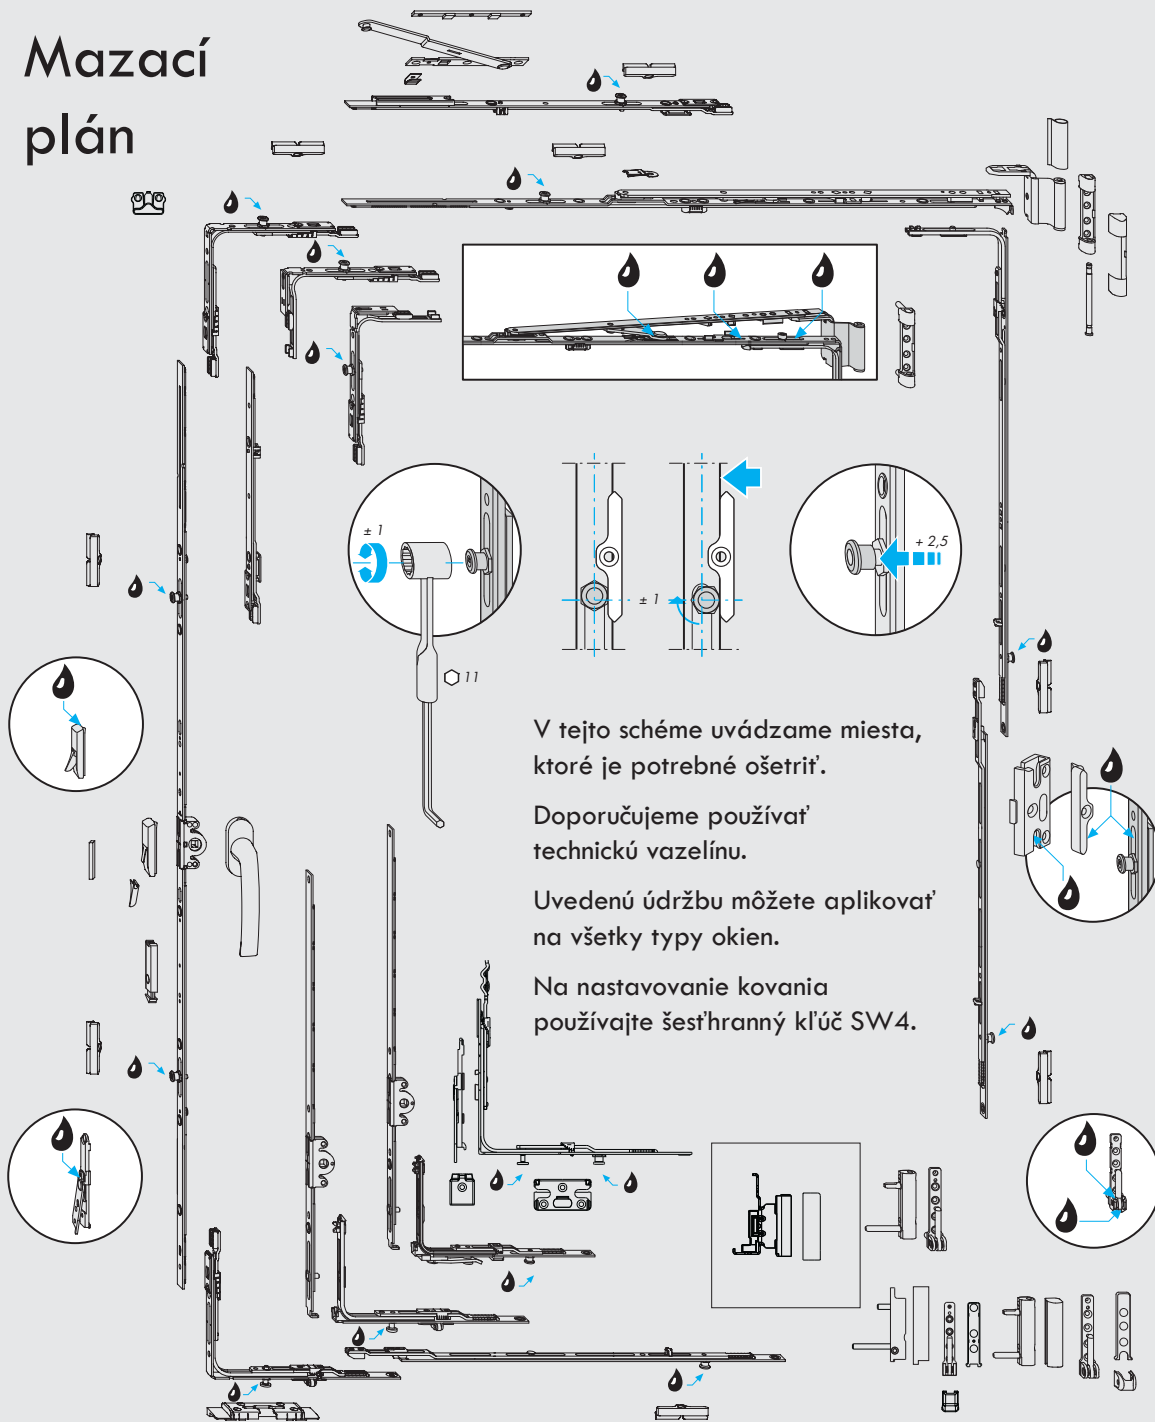 Mazací
plán
± 1
± 1
+ 2,5
11
V tejto schéme uvádzame miesta,
ktoré je potrebné ošetriť.
Doporučujeme používať
technickú vazelínu.
Uvedenú údržbu môžete aplikovať
na všetky typy okien.
Na nastavovanie kovania
používajte šesťhranný kľúč SW4.